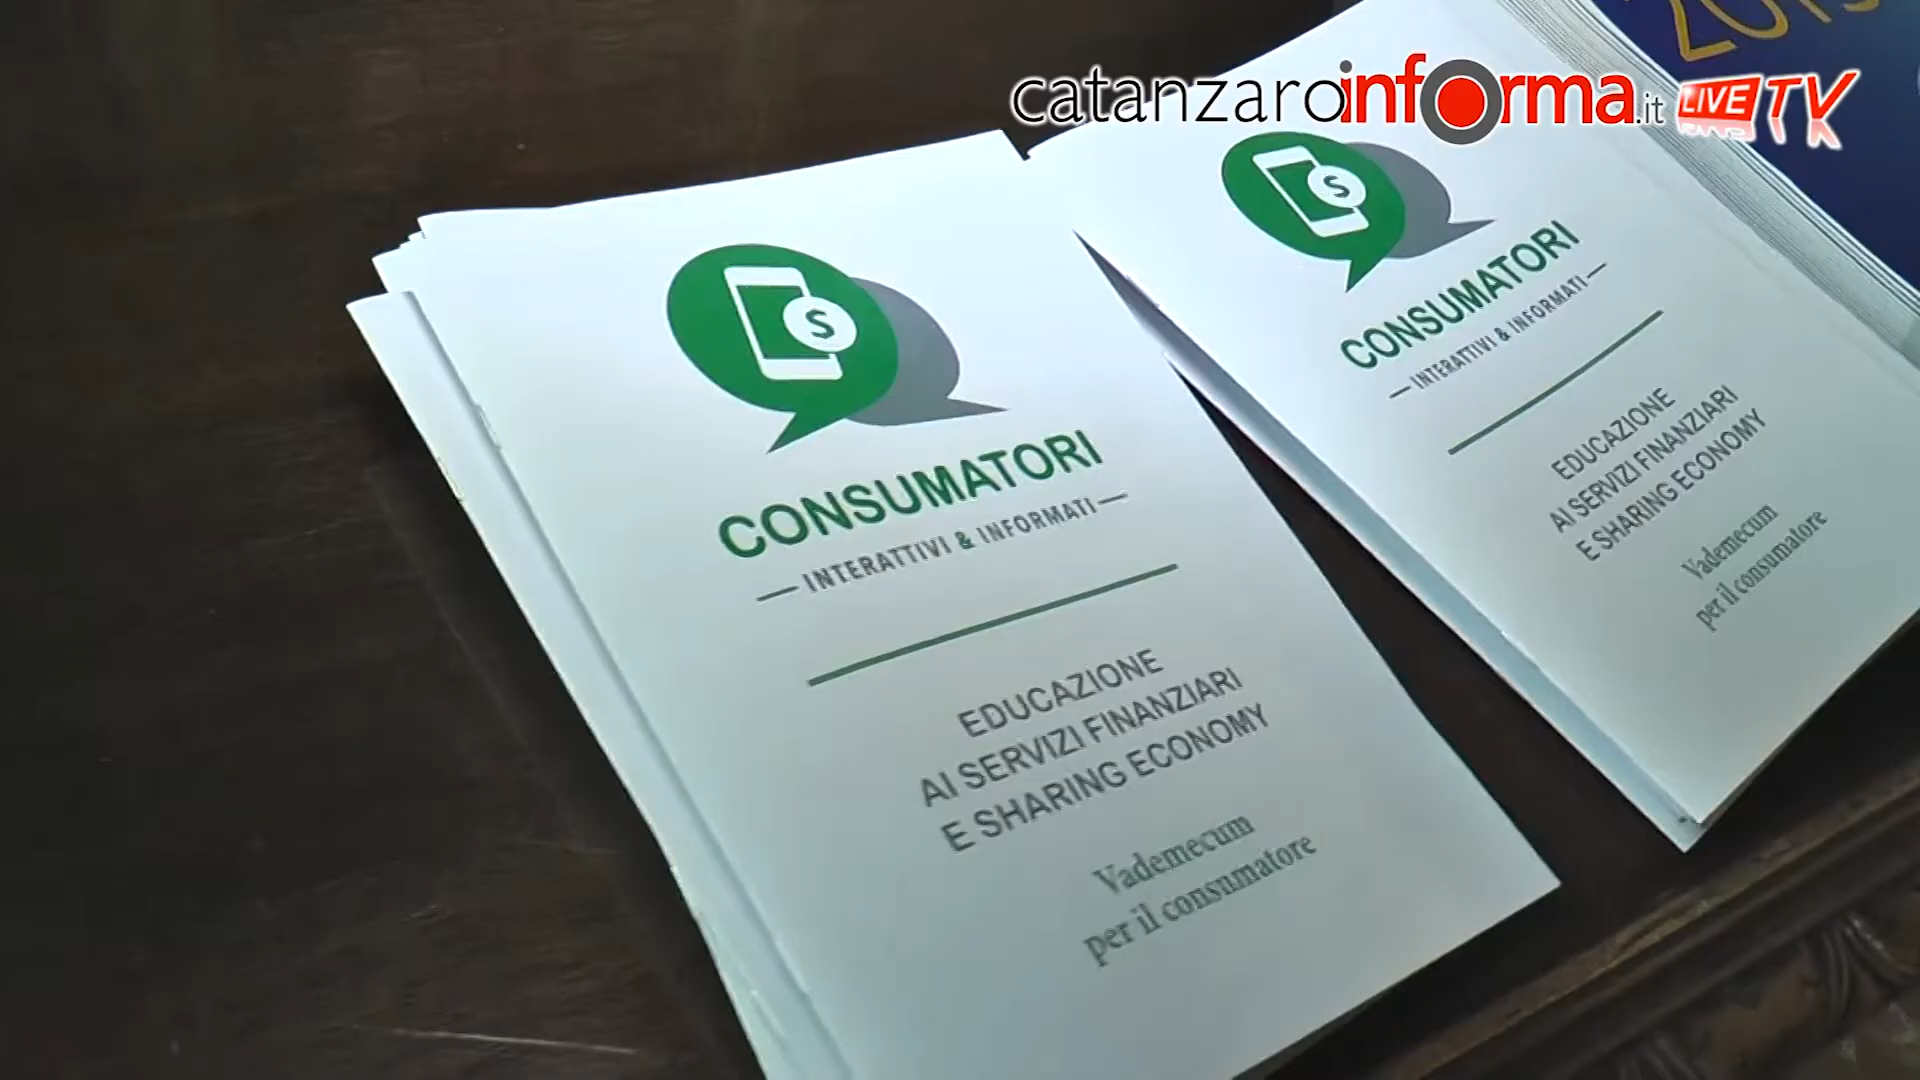 catanzaroinforma.it LIVE TV
CONSUMATORI
INTERATTIVI & INFORMATI
EDUCAZIONE
AI SERVIZI FINANZIARI
E SHARING ECONOMY
Vademecum
per il consumatore
CONSUMATORI
INTERATTIVI & INFORMATI
EDUCAZIONE
AI SERVIZI FINANZIARI
E SHARING ECONOMY
Vademecum
per il consumatore